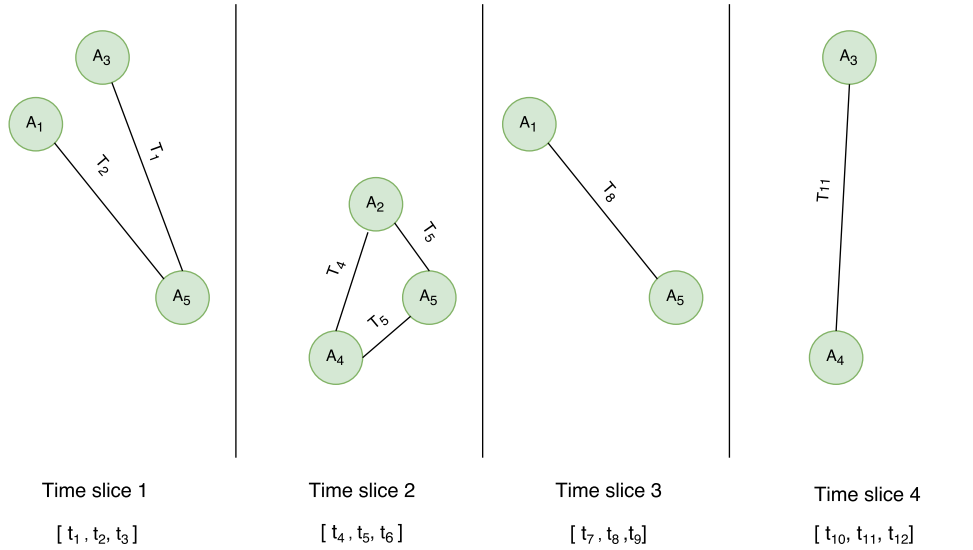 A3
A1
T1
T2
A5
A2
T5
T4
A5
T5
A4
A1
T8
A5
A3
T11
A4
Time slice 1
Time slice 2
Time slice 3
Time slice 4
[ t1 , t2, t3 ]
[ t4 , t5, t6 ]
[ t7 , t8 ,t9]
[ t10, t11, t12]